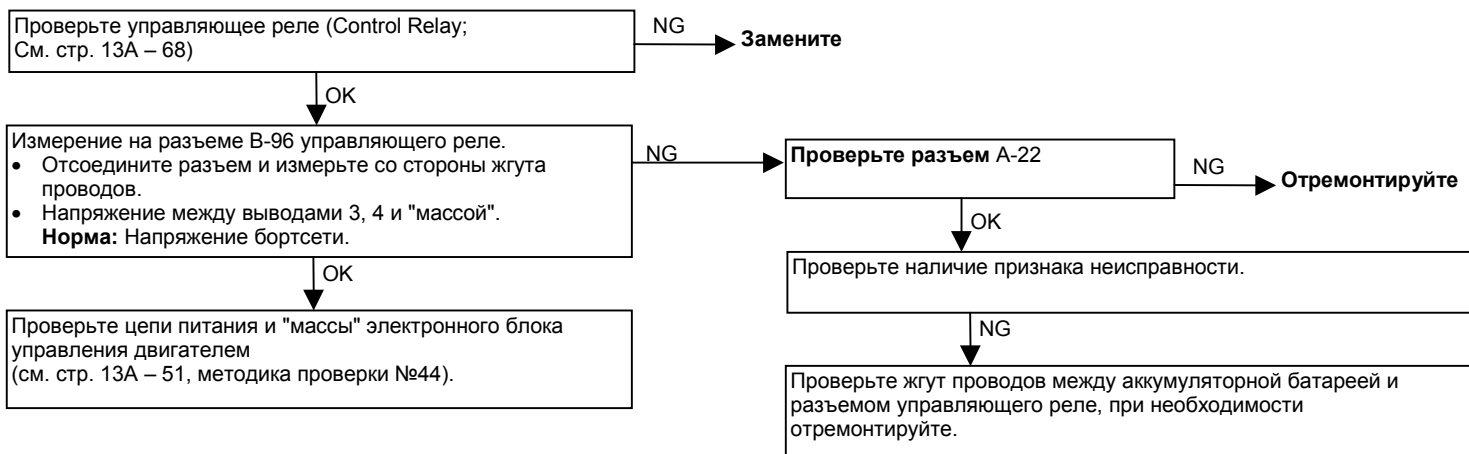 Проверьте управляющее реле (Control Relay;
См. стр. 13A – 68)
NG
Замените
OK
Измерение на разъеме B-96 управляющего реле.
• Отсоедините разъем и измерьте со стороны жгута
проводов.
• Напряжение между выводами 3, 4 и "массой".
Норма: Напряжение бортсети.
NG
Проверьте разъем A-22
NG
Отремонтируйте
OK
OK
Проверьте наличие признака неисправности.
Проверьте цепи питания и "массы" электронного блока
управления двигателем
(см. стр. 13A – 51, методика проверки №44).
NG
Проверьте жгут проводов между аккумуляторной батареей и
разъемом управляющего реле, при необходимости
отремонтируйте.